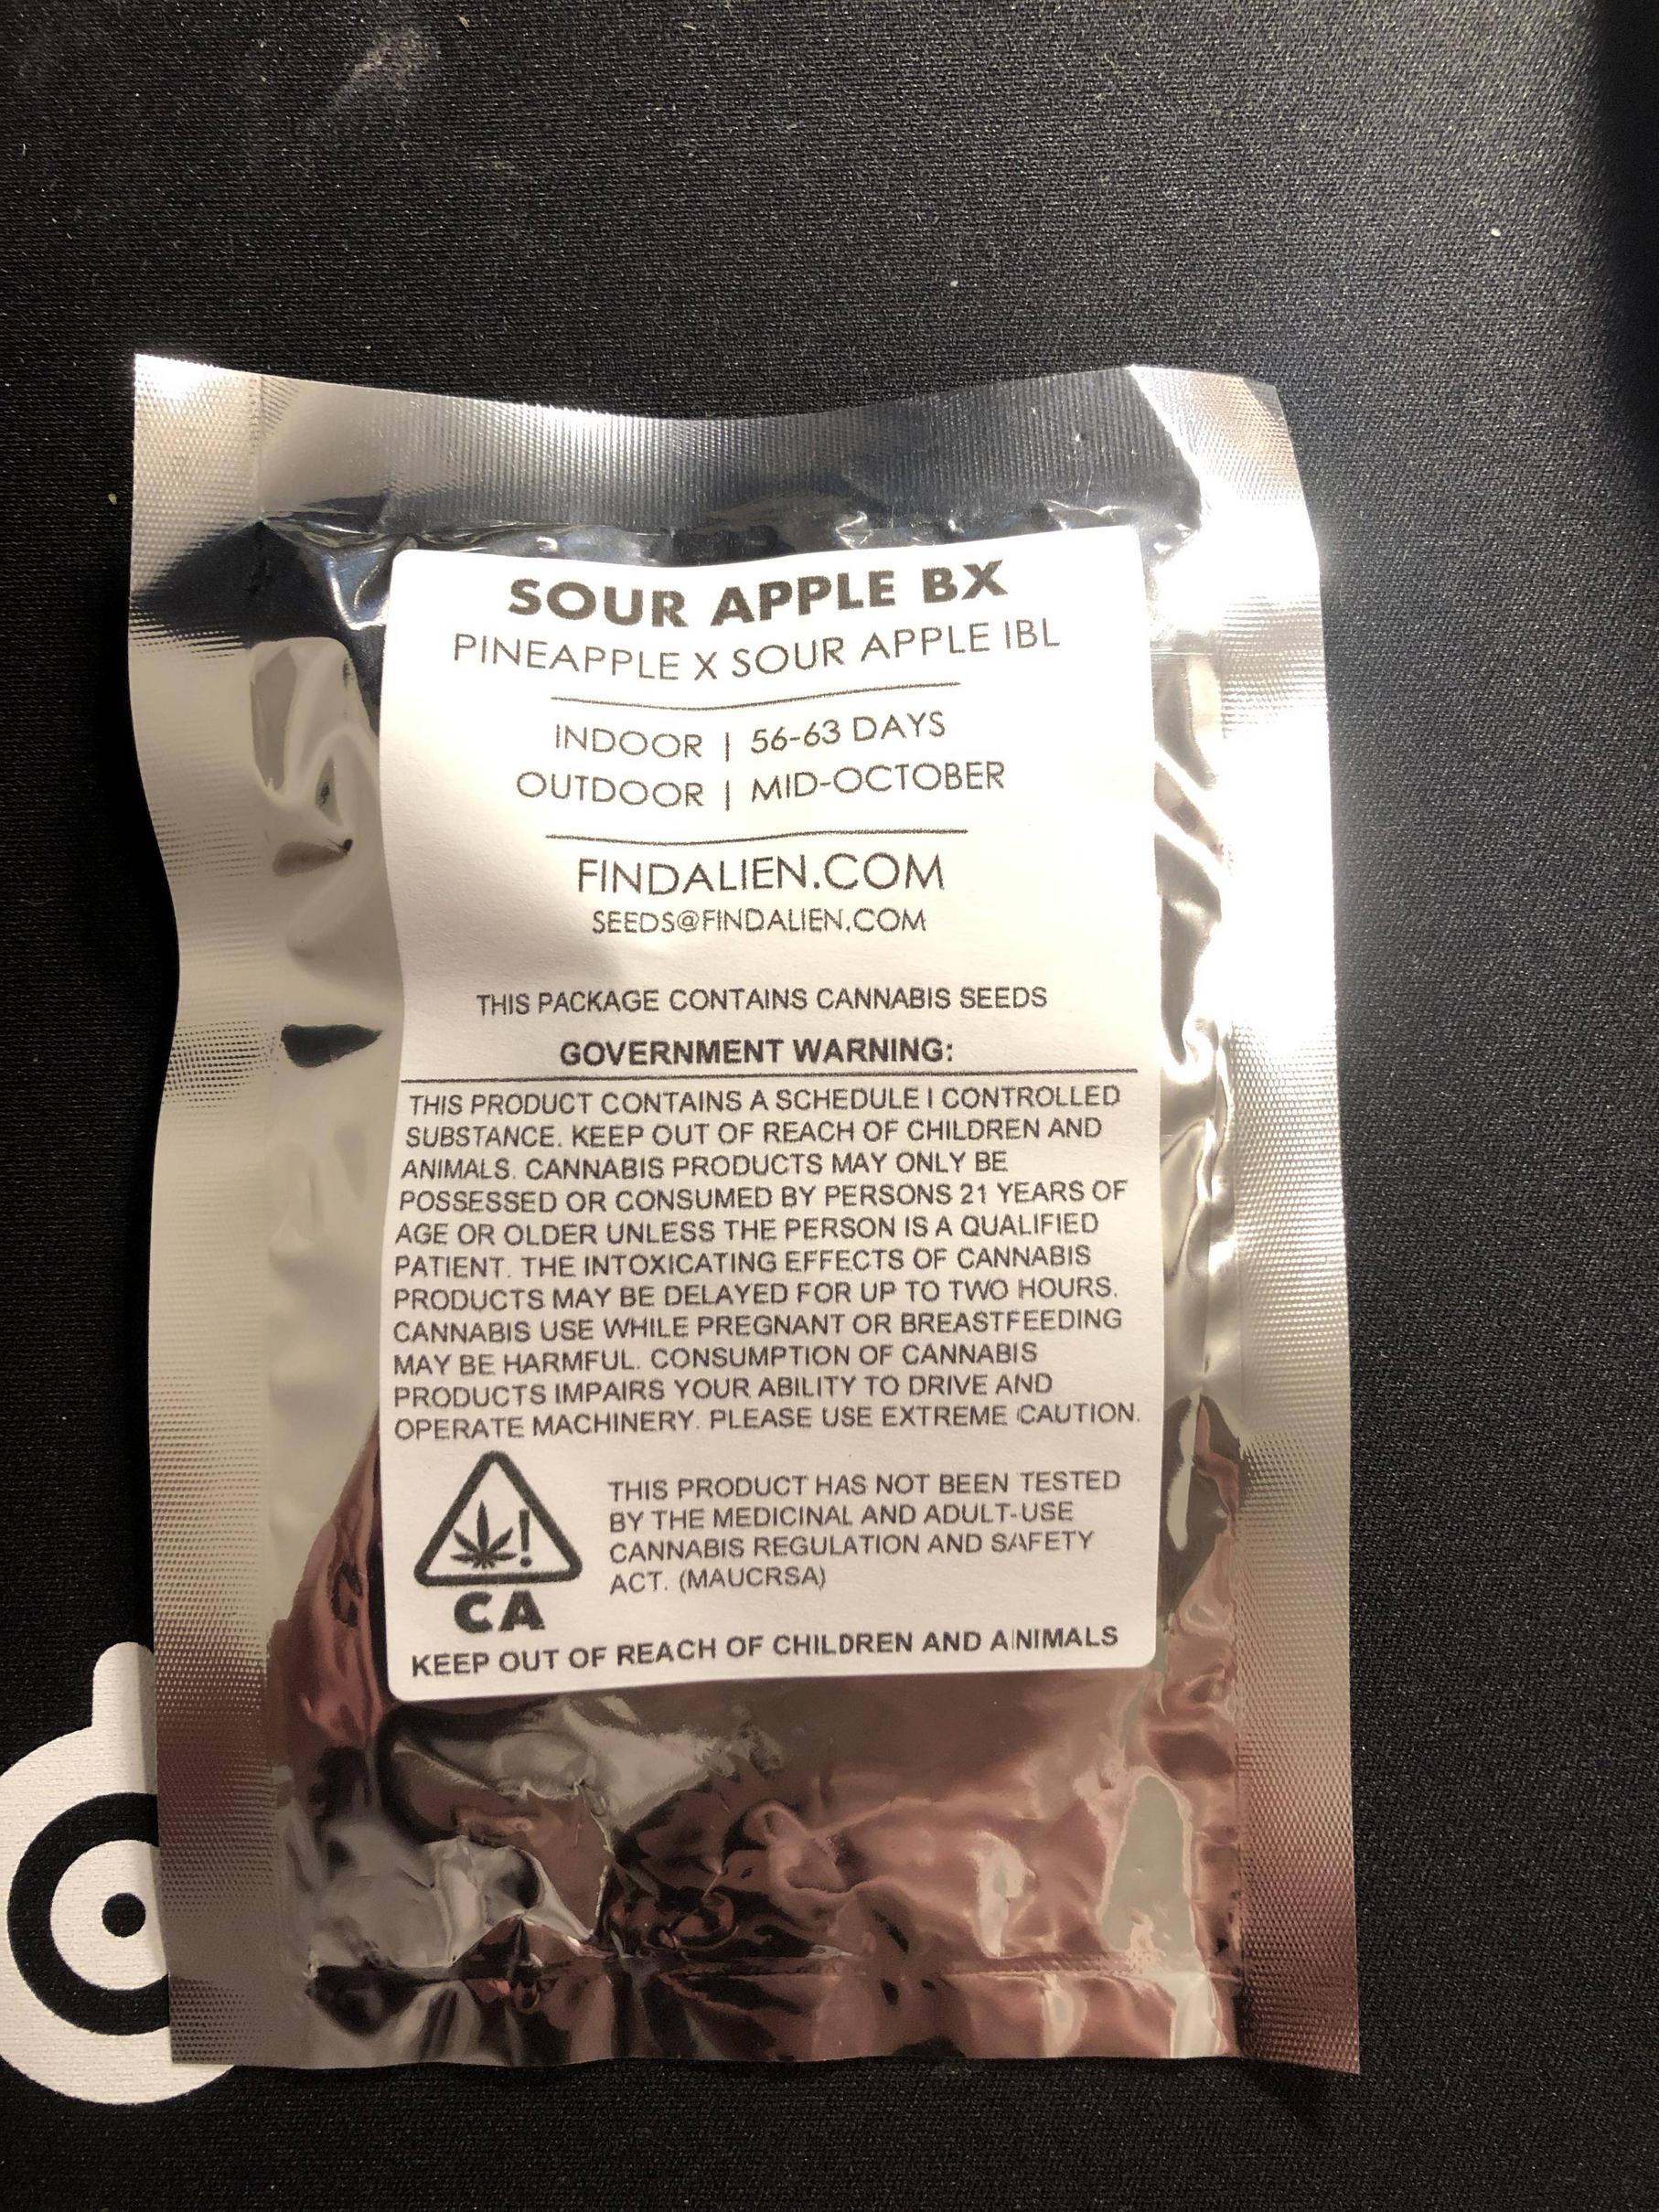 SOUR APPLE BX
PINEAPPLE X SOUR APPLE IBL
INDOOR | 56-63 DAYS
OUTDOOR | MID-OCTOBER
FINDALIEN.COM
SEEDS@FINDALIEN.COM
THIS PACKAGE CONTAINS CANNABIS SEEDS
GOVERNMENT WARNING:
THIS PRODUCT CONTAINS A SCHEDULE I CONTROLLED
SUBSTANCE. KEEP OUT OF REACH OF CHILDREN AND
ANIMALS. CANNABIS PRODUCTS MAY ONLY BE
POSSESSED OR CONSUMED BY PERSONS 21 YEARS OF
AGE OR OLDER UNLESS THE PERSON IS A QUALIFIED
PATIENT. THE INTOXICATING EFFECTS OF CANNABIS
PRODUCTS MAY BE DELAYED FOR UP TO TWO HOURS.
CANNABIS USE WHILE PREGNANT OR BREASTFEEDING
MAY BE HARMFUL. CONSUMPTION OF CANNABIS
PRODUCTS IMPAIRS YOUR ABILITY TO DRIVE AND
OPERATE MACHINERY. PLEASE USE EXTREME CAUTION.
!
CA
THIS PRODUCT HAS NOT BEEN TESTED
BY THE MEDICINAL AND ADULT-USE
CANNABIS REGULATION AND SAFETY
ACT. (MAUCRSA)
KEEP OUT OF REACH OF CHILDREN AND ANIMALS